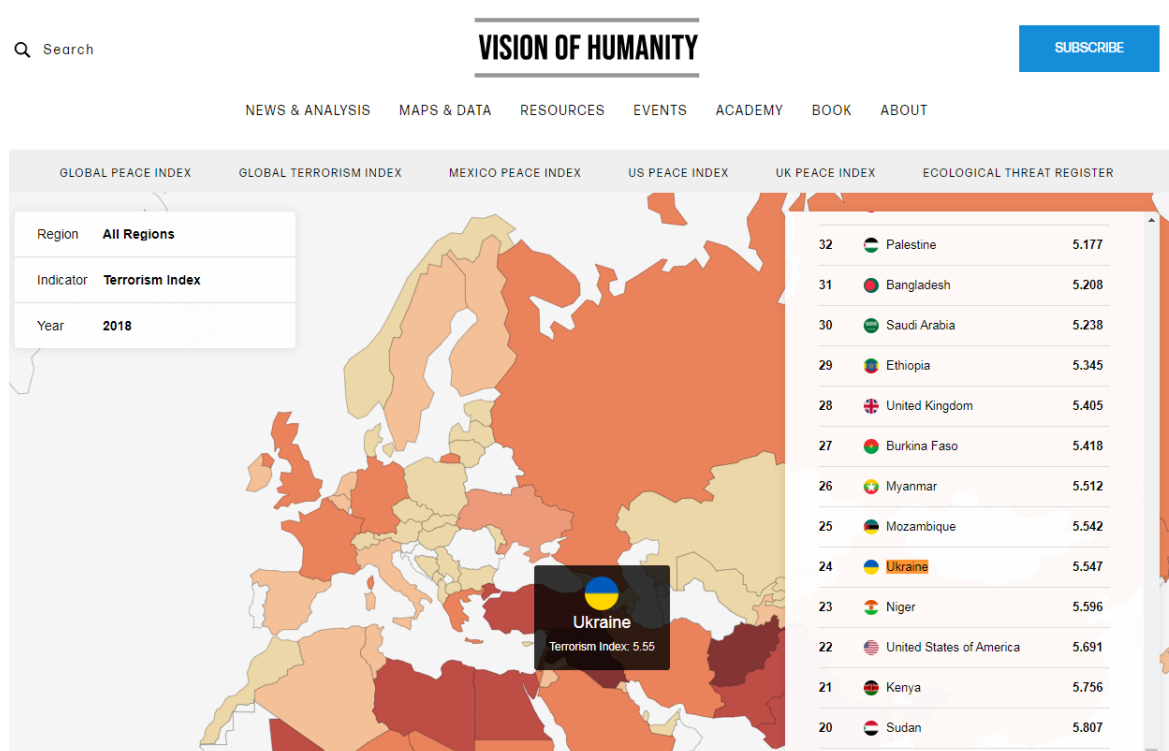 Search
VISION OF HUMANITY
SUBSCRIBE
NEWS & ANALYSIS MAPS & DATA RESOURCES EVENTS ACADEMY BOOK ABOUT
GLOBAL PEACE INDEX GLOBAL TERRORISM INDEX MEXICO PEACE INDEX US PEACE INDEX UK PEACE INDEX ECOLOGICAL THREAT REGISTER
Region All Regions
Indicator Terrorism Index
Year 2018
32 Palestine 5.177
31 Bangladesh 5.208
30 Saudi Arabia 5.238
29 Ethiopia 5.345
28 United Kingdom 5.405
27 Burkina Faso 5.418
26 Myanmar 5.512
25 Mozambique 5.542
24 Ukraine 5.547
23 Niger 5.596
22 United States of America 5.691
21 Kenya 5.756
20 Sudan 5.807
Ukraine
Terrorism Index: 5.55